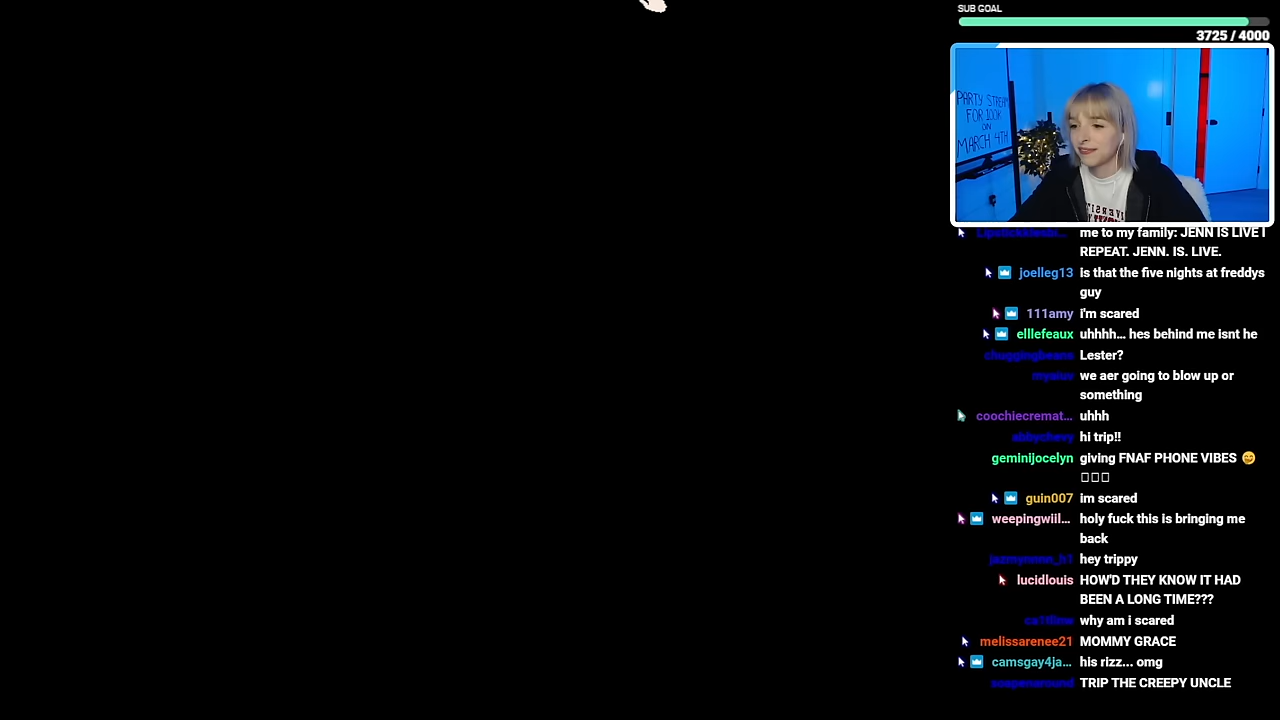 SUB GOAL
3725 / 4000
PARTY STREAM
FOR 100K
ON
MARCH 4TH
me to my family: JENN IS LIVE I
REPEAT. JENN. IS. LIVE.
joelleg13 is that the five nights at freddys
guy
111amy i'm scared
elllefeaux uhhhh... hes behind me isnt he
chuggingbeans Lester?
we aer going to blow up or
something
coochiecremat... uhhh
abbychevy hi trip!!
geminijocelyn giving FNAF PHONE VIBES
guin007 im scared
weepingwill... holy fuck this is bringing me
back
hey trippy
lucidlouis HOW'D THEY KNOW IT HAD
BEEN A LONG TIME???
why am i scared
melissarenee21 MOMMY GRACE
camsgay4ja... his rizz... omg
TRIP THE CREEPY UNCLE